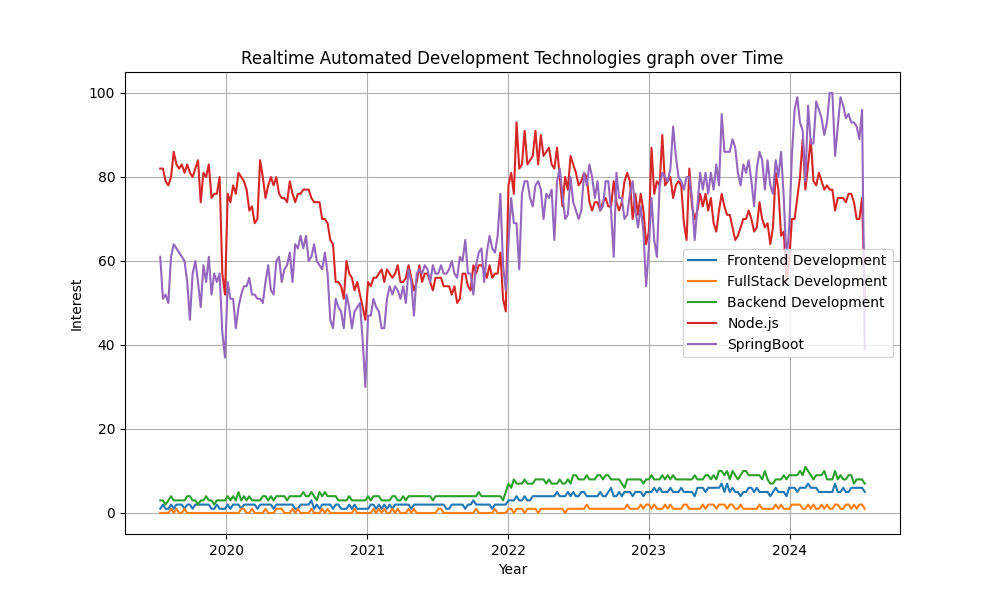 Realtime Automated Development Technologies graph over Time
100
80
60
40
20
0
Interest
Frontend Development
FullStack Development
Backend Development
Node.js
SpringBoot
2020
2021
2022
2023
2024
Year